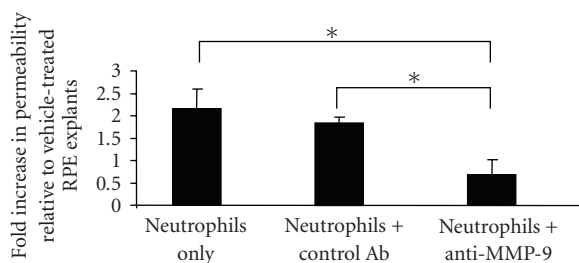 Fold increase in permeability
relative to vehicle-treated
RPE explants
*
*
3
2.5
2
1.5
1
0.5
0
Neutrophils
only
Neutrophils +
control Ab
Neutrophils +
anti-MMP-9